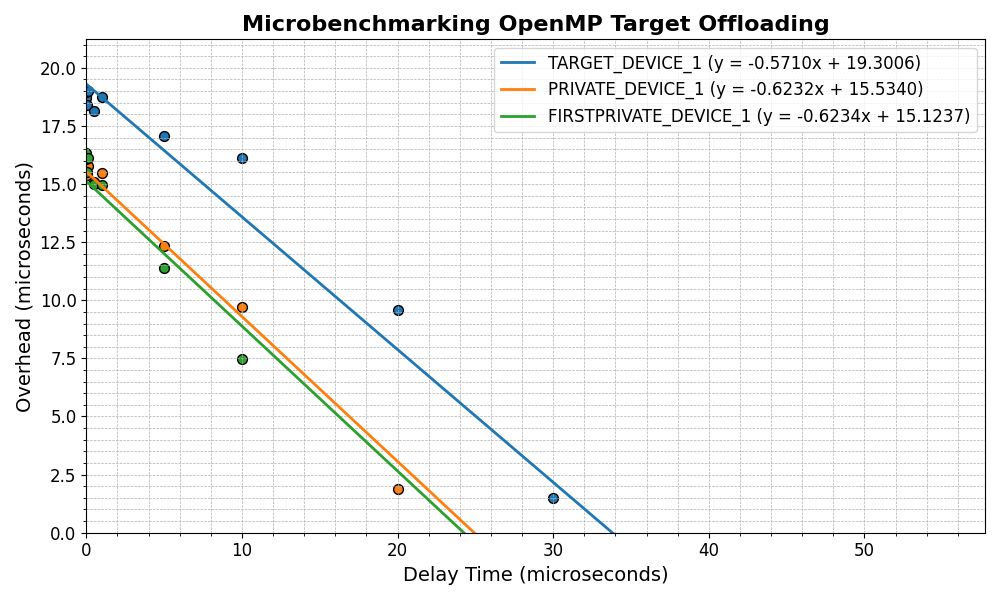 Microbenchmarking OpenMP Target Offloading
TARGET_DEVICE_1 (y = -0.5710x + 19.3006)
PRIVATE_DEVICE_1 (y = -0.6232x + 15.5340)
FIRSTPRIVATE_DEVICE_1 (y = -0.6234x + 15.1237)
Overhead (microseconds)
20.0
17.5
15.0
12.5
10.0
7.5
5.0
2.5
0.0
0 10 20 30 40 50
Delay Time (microseconds)